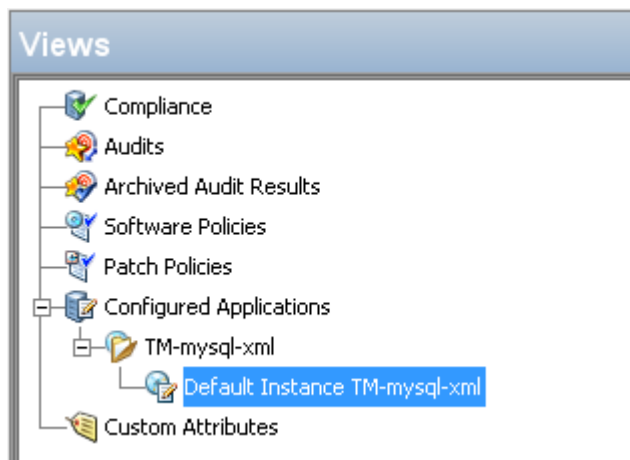 Views
Compliance
Audits
Archived Audit Results
Software Policies
Patch Policies
Configured Applications
TM-mysql-xml
Default Instance TM-mysql-xml
Custom Attributes